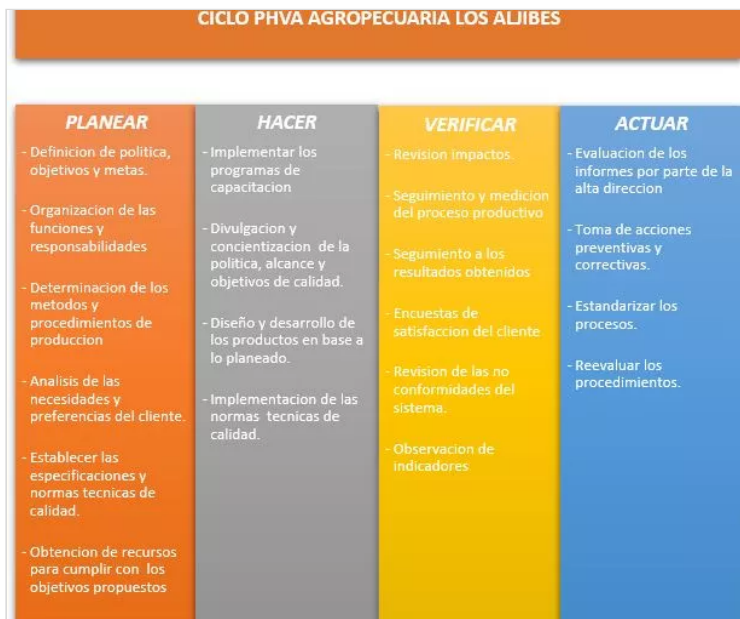 CICLO PHVA AGROPECUARIA LOS ALJIBES
PLANEAR
- Definicion de politica,
objetivos y metas.
- Organizacion de las
funciones y
responsabilidades
- Determinacion de los
metodos y
procedimientos de
produccion
- Analisis de las
necesidades y
preferencias del cliente.
- Establecer las
especificaciones y
normas tecnicas de
calidad.
- Obtencion de recursos
para cumplir con los
objetivos propuestos
HACER
- Implementar los
programas de
capacitacion
- Divulgacion y
concientizacion de la
politica, alcance y
objetivos de calidad.
- Diseño y desarrollo de
los productos en base a
lo planeado.
- Implementacion de las
normas tecnicas de
calidad.
VERIFICAR
- Revision impactos.
- Seguimiento y medicion
del proceso productivo
- Segumiento a los
resultados obtenidos
- Encuestas de
satisfaccion del cliente
- Revision de las no
conformidades del
sistema.
- Observacion de
indicadores
ACTUAR
- Evaluacion de los
informes por parte de la
alta direccion
- Toma de acciones
preventivas y
correctivas.
- Estandarizar los
procesos.
- Reevaluar los
procedimientos.